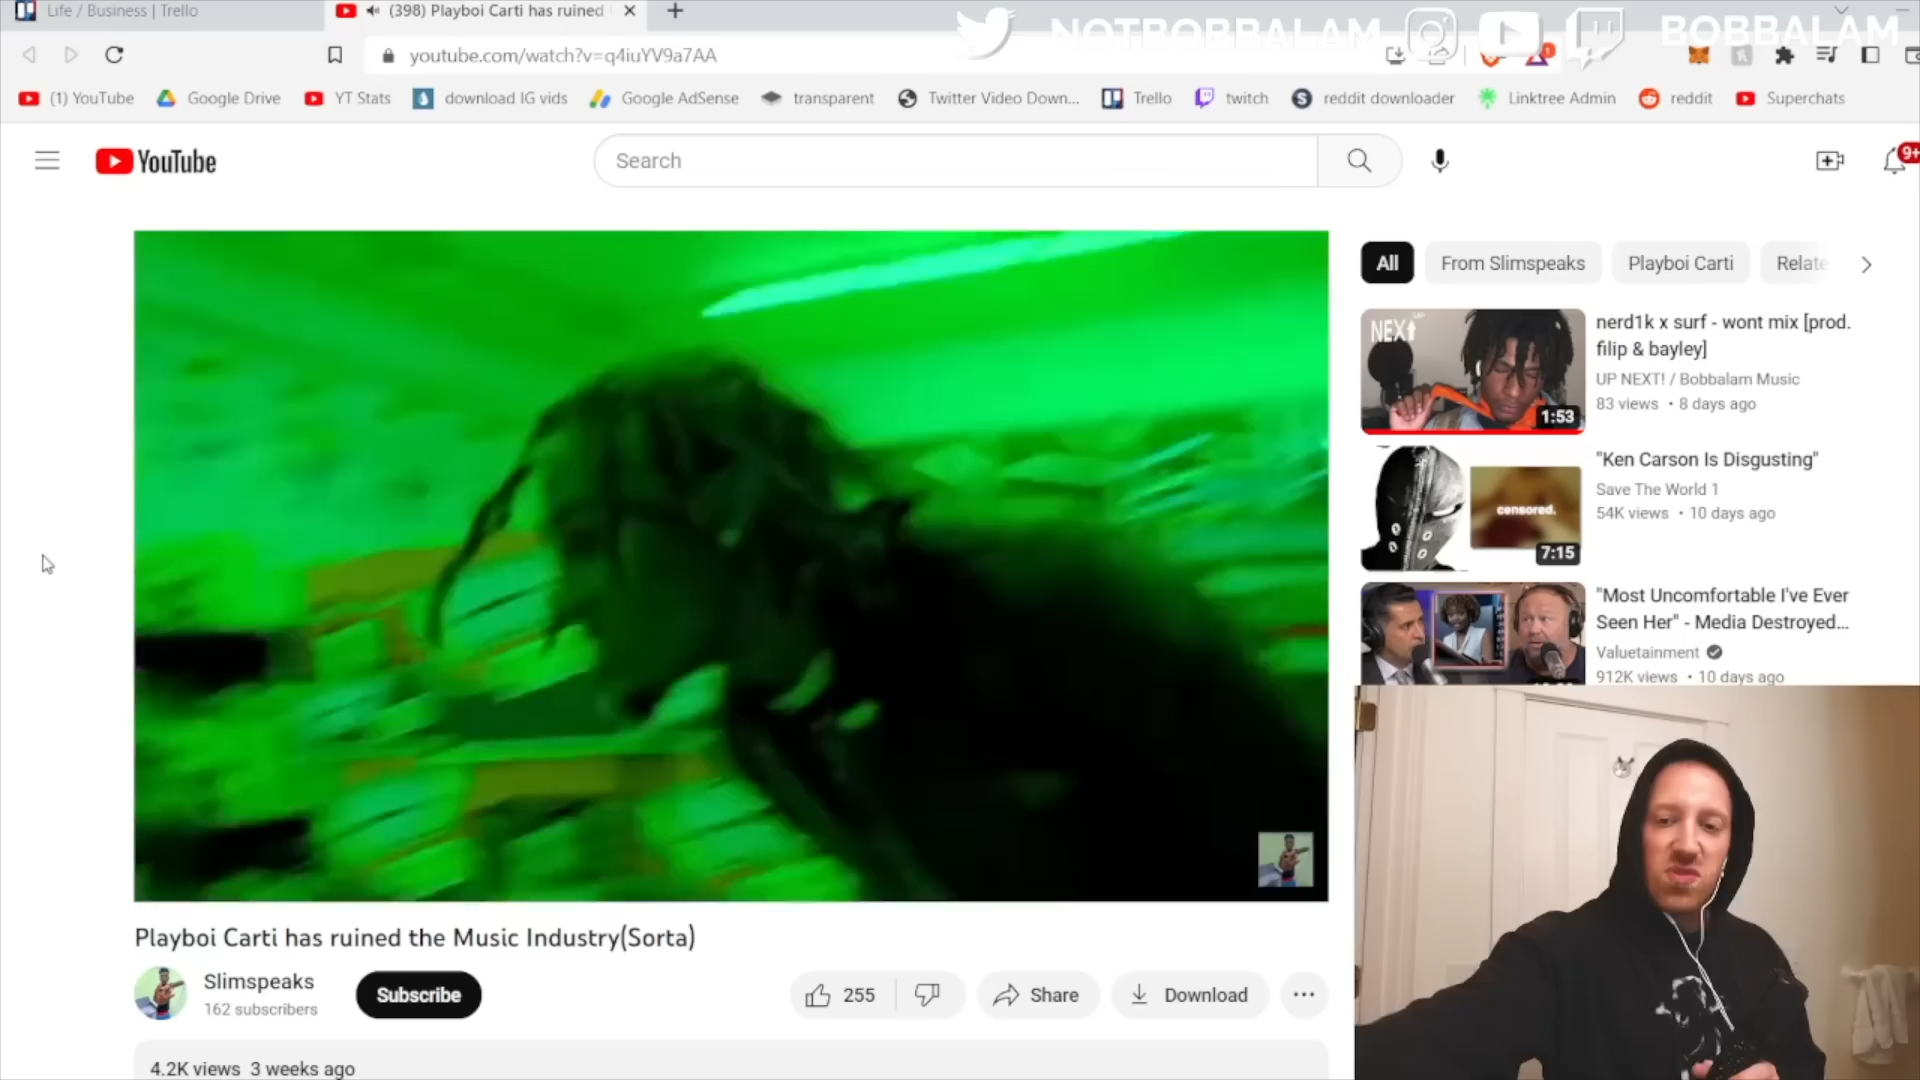 Life / Business | Trello
(398) Playboi Carti has ruined
NOTBOBBALAM
BOBBALAM
youtube.com/watch?v=q4iuYV9a7AA
1
(1) YouTube
Google Drive
YT Stats
download IG vids
Google AdSense
transparent
Twitter Video Down...
Trello
twitch
reddit downloader
Linktree Admin
reddit
Superchats
YouTube
Search
9+
All
From Slimspeaks
Playboi Carti
Relate
NEXt
1:53
nerd1k x surf - wont mix [prod.
filip & bayley]
UP NEXT! / Bobbalam Music
83 views • 8 days ago
censored.
7:15
"Ken Carson Is Disgusting"
Save The World 1
54K views • 10 days ago
"Most Uncomfortable I've Ever
Seen Her" - Media Destroyed...
Valuetainment
912K views • 10 days ago
Playboi Carti has ruined the Music Industry(Sorta)
Slimspeaks
162 subscribers
Subscribe
255
Share
Download
4.2K views 3 weeks ago